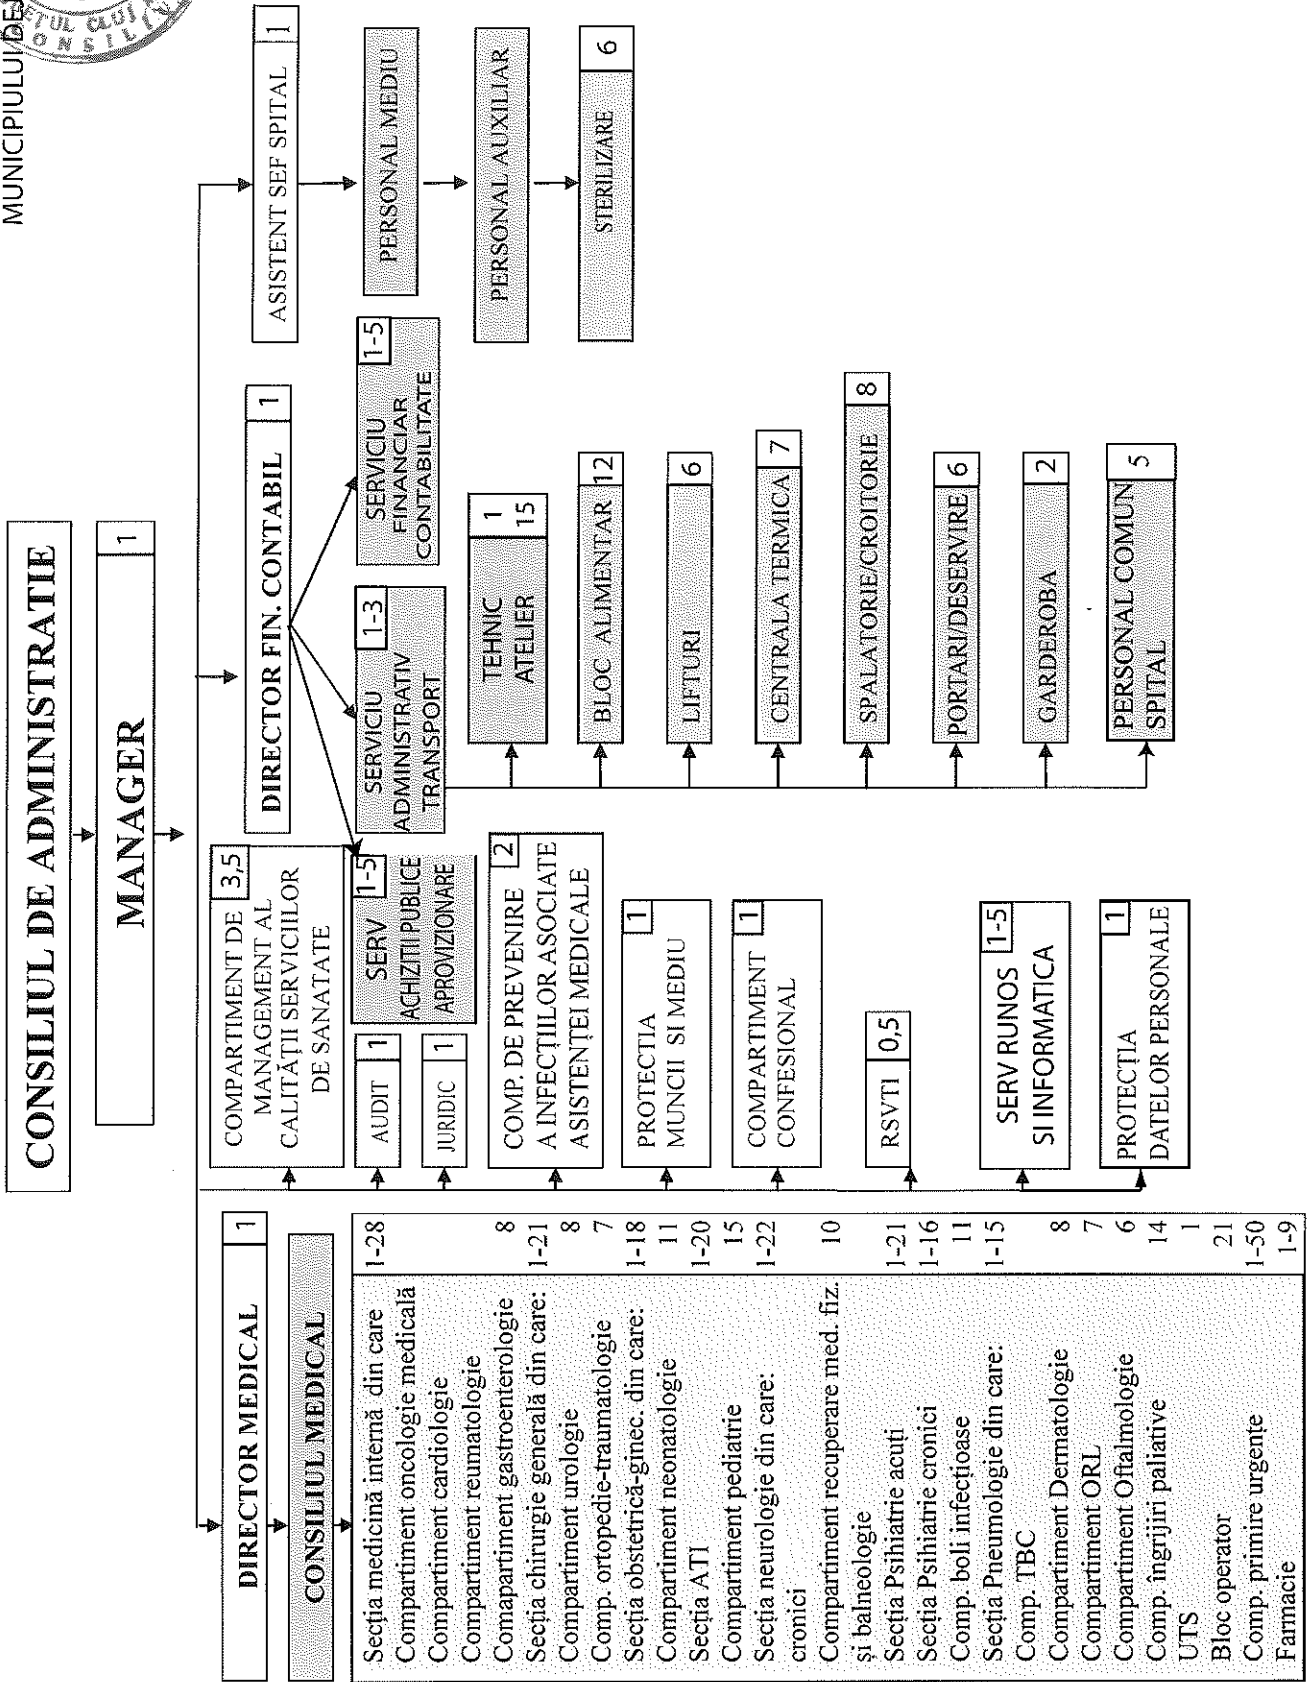 MUNICIPIULUI DEJ
CONSILIUL DE ADMINISTRATIE
MANAGER 1
DIRECTOR MEDICAL 1
CONSILIUL MEDICAL
Secția medicină internă din care 1-28
Compartiment oncologie medicală
Compartiment cardiologie
Compartiment reumatologie
Comapartiment gastroenterologie 8
Secția chirurgie generală din care: 1-21
Compartiment urologie 8
Comp. ortopedie-traumatologie 7
Secția obstetrică-ginec. din care: 1-18
Compartiment neonatologie 11
Secția ATI 1-20
Compartiment pediatrie 15
Secția neurologie din care: 1-22
cronici
Compartiment recuperare med. fiz. 10
și balneologie
Secția Psihiatrie acuți 1-21
Secția Psihiatrie cronici 1-16
Comp. boli infecțioase 11
Secția Pneumologie din care: 1-15
Comp. TBC
Compartiment Dermatologie 8
Compartiment ORL 7
Compartiment Oftalmologie 6
Comp. îngrijiri paliative 14
UTS 1
Bloc operator 21
Comp. primire urgențe 1-50
Farmacie 1-9
COMPARTIMENT DE 3,5
MANAGEMENT AL
CALITĂȚII SERVICIILOR
DE SANATATE
AUDIT 1
JURIDIC 1
COMP. DE PREVENIRE 2
A INFECȚIILOR ASOCIATE
ASISTENȚEI MEDICALE
PROTECTIA 1
MUNCII SI MEDIU
COMPARTIMENT 1
CONFESIONAL
RSVTI 0,5
SERV RUNOS 1-5
SI INFORMATICA
PROTECȚIA 1
DATELOR PERSONALE
DIRECTOR FIN. CONTABIL 1
SERV 1-5
ACHIZITII PUBLICE
APROVIZIONARE
SERVICIU 1-3
ADMINISTRATIV
TRANSPORT
SERVICIU 1-5
FINANCIAR
CONTABILITATE
TEHNIC 1
ATELIER 15
BLOC ALIMENTAR 12
LIFTURI 6
CENTRALA TERMICA 7
SPALATORIE/CROITORIE 8
PORTARI/DESERVIRE 6
GARDEROBA 2
PERSONAL COMUN 5
SPITAL
ASISTENT SEF SPITAL 1
PERSONAL MEDIU
PERSONAL AUXILIAR
STERILIZARE 6